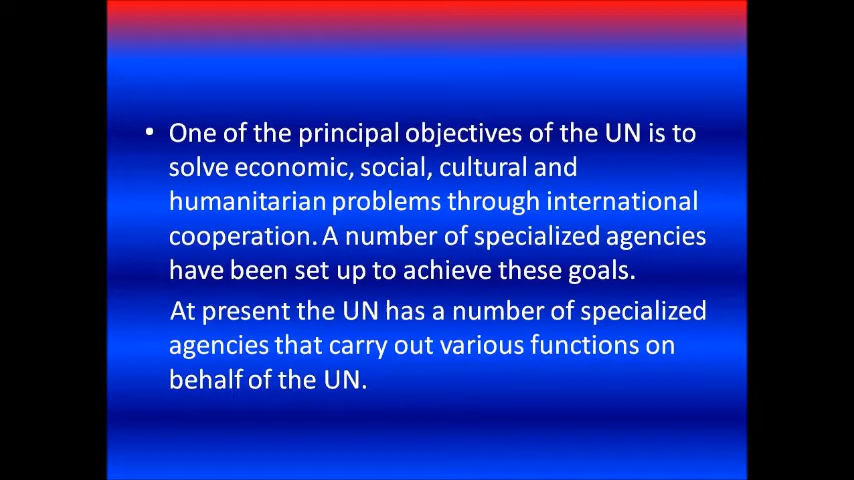 • One of the principal objectives of the UN is to
solve economic, social, cultural and
humanitarian problems through international
cooperation. A number of specialized agencies
have been set up to achieve these goals.
At present the UN has a number of specialized
agencies that carry out various functions on
behalf of the UN.